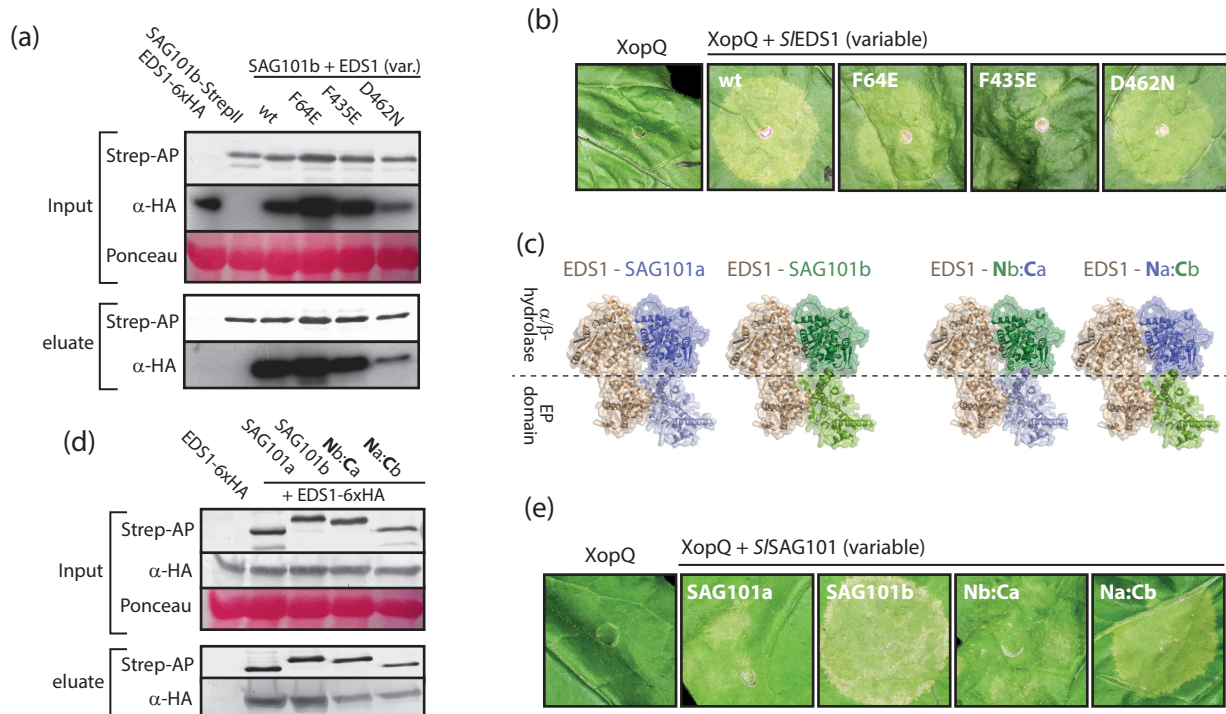 (a)
SAG101b-StrepII
EDS1-6xHA
SAG101b + EDS1 (var.)
wt
F64E
F435E
D462N
Input
Strep-AP
α-HA
Ponceau
eluate
Strep-AP
α-HA
(b)
XopQ
XopQ + SlEDS1 (variable)
wt
F64E
F435E
D462N
(c)
EDS1 - SAG101a
EDS1 - SAG101b
EDS1 - Nb:Ca
EDS1 - Na:Cb
α/β-
hydrolase
EP
domain
(d)
EDS1-6xHA
SAG101a
SAG101b
Nb:Ca
Na:Cb
+ EDS1-6xHA
Input
Strep-AP
α-HA
Ponceau
eluate
Strep-AP
α-HA
(e)
XopQ
XopQ + SlSAG101 (variable)
SAG101a
SAG101b
Nb:Ca
Na:Cb